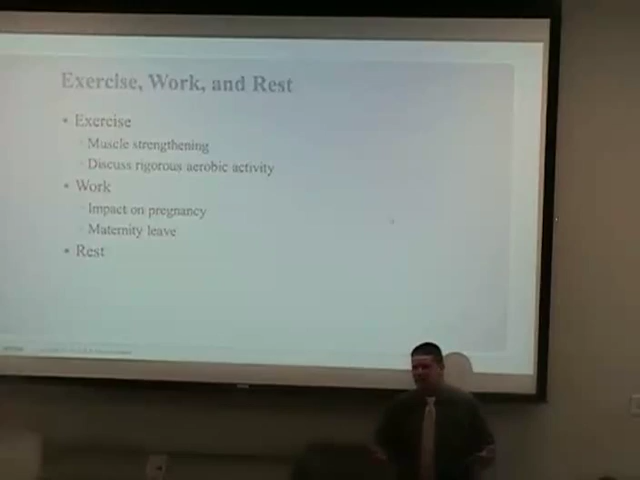 Exercise, Work, and Rest
• Exercise
Muscle strengthening
Discuss rigorous aerobic activity
• Work
Impact on pregnancy
Maternity leave
• Rest